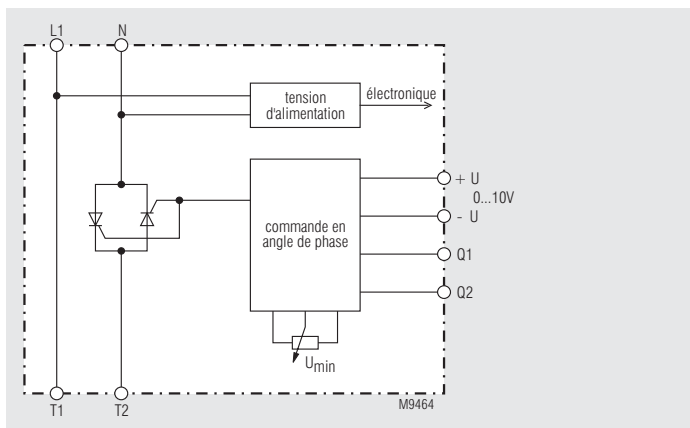 L1
N
tension
d'alimentation
électronique
+ U
0...10V
- U
commande en
angle de phase
Q1
Q2
Umin
T1
T2
M9464